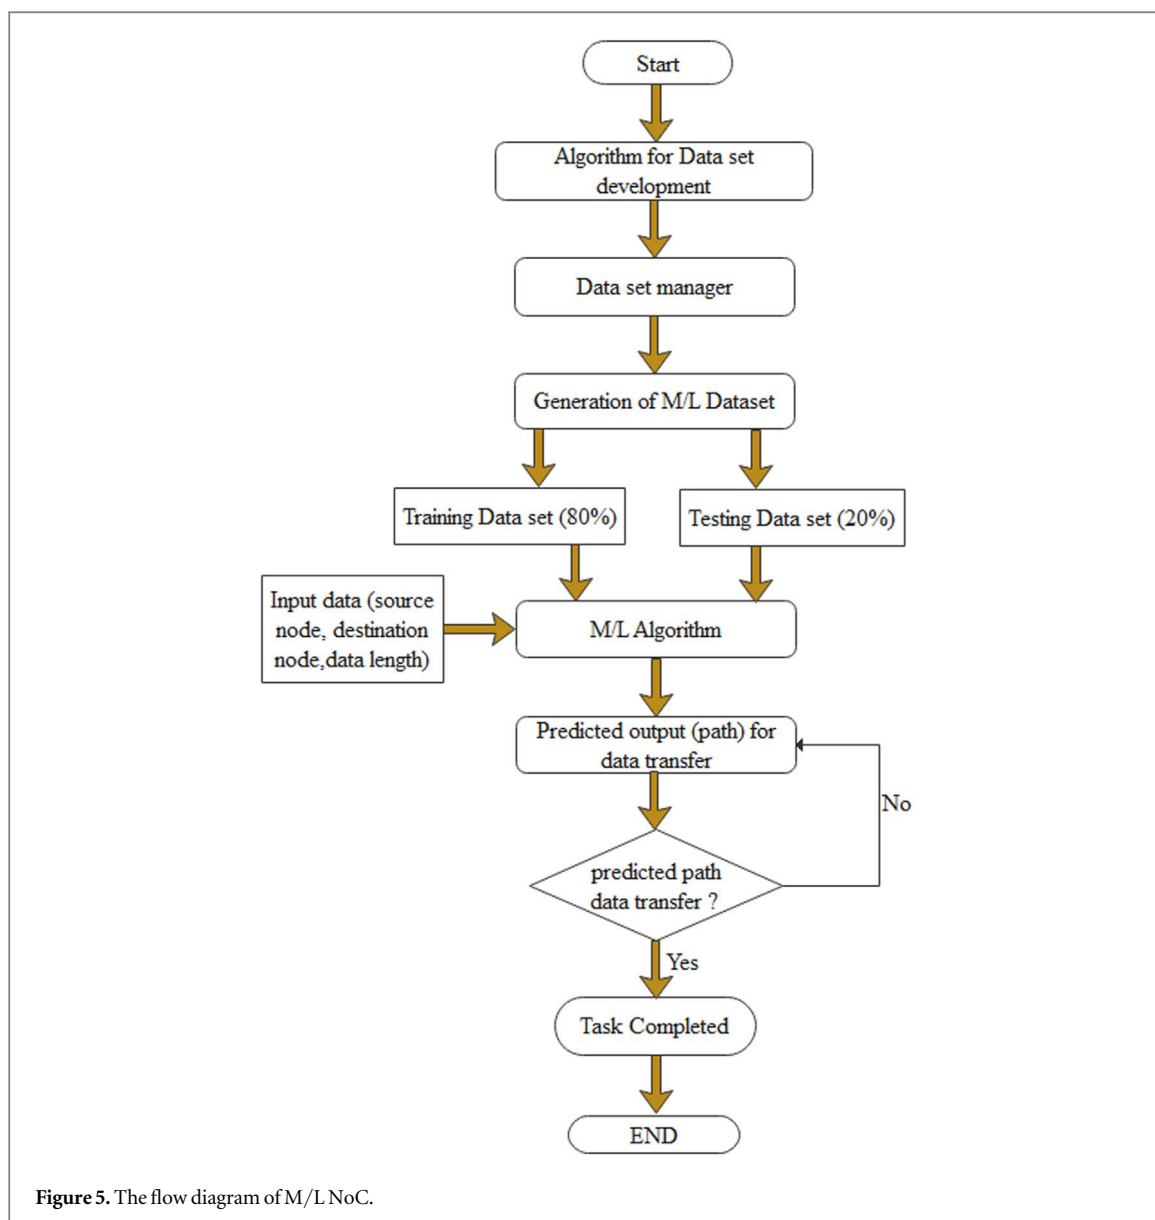 Start
Algorithm for Data set
development
Data set manager
Generation of M/L Dataset
Training Data set (80%)
Testing Data set (20%)
Input data (source
node, destination
node,data length)
M/L Algorithm
Predicted output (path) for
data transfer
No
predicted path
data transfer ?
Yes
Task Completed
END
Figure 5. The flow diagram of M/L NoC.